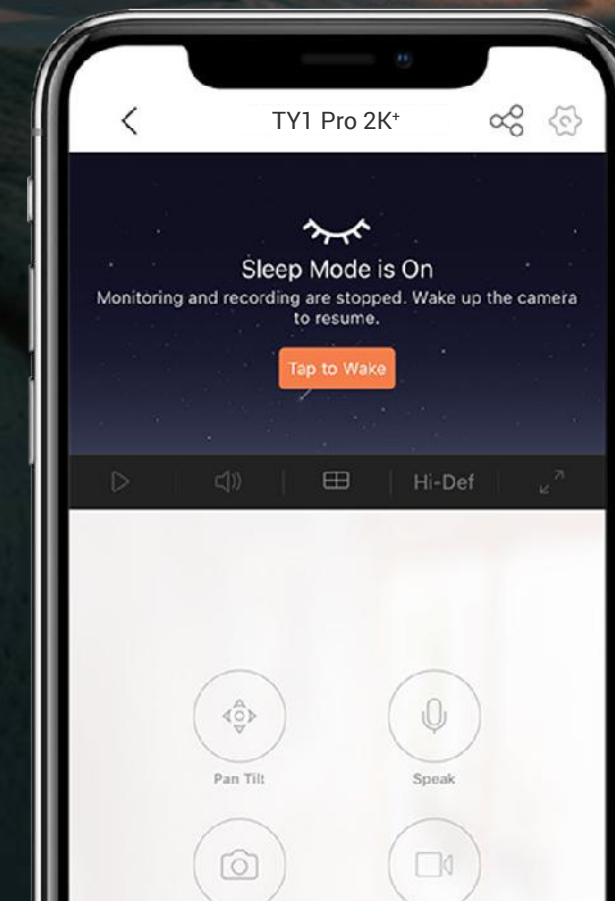 TY1 Pro 2K⁺
Sleep Mode is On
Monitoring and recording are stopped. Wake up the camera
to resume.
Tap to Wake
Hi-Def
Pan Tilt
Speak